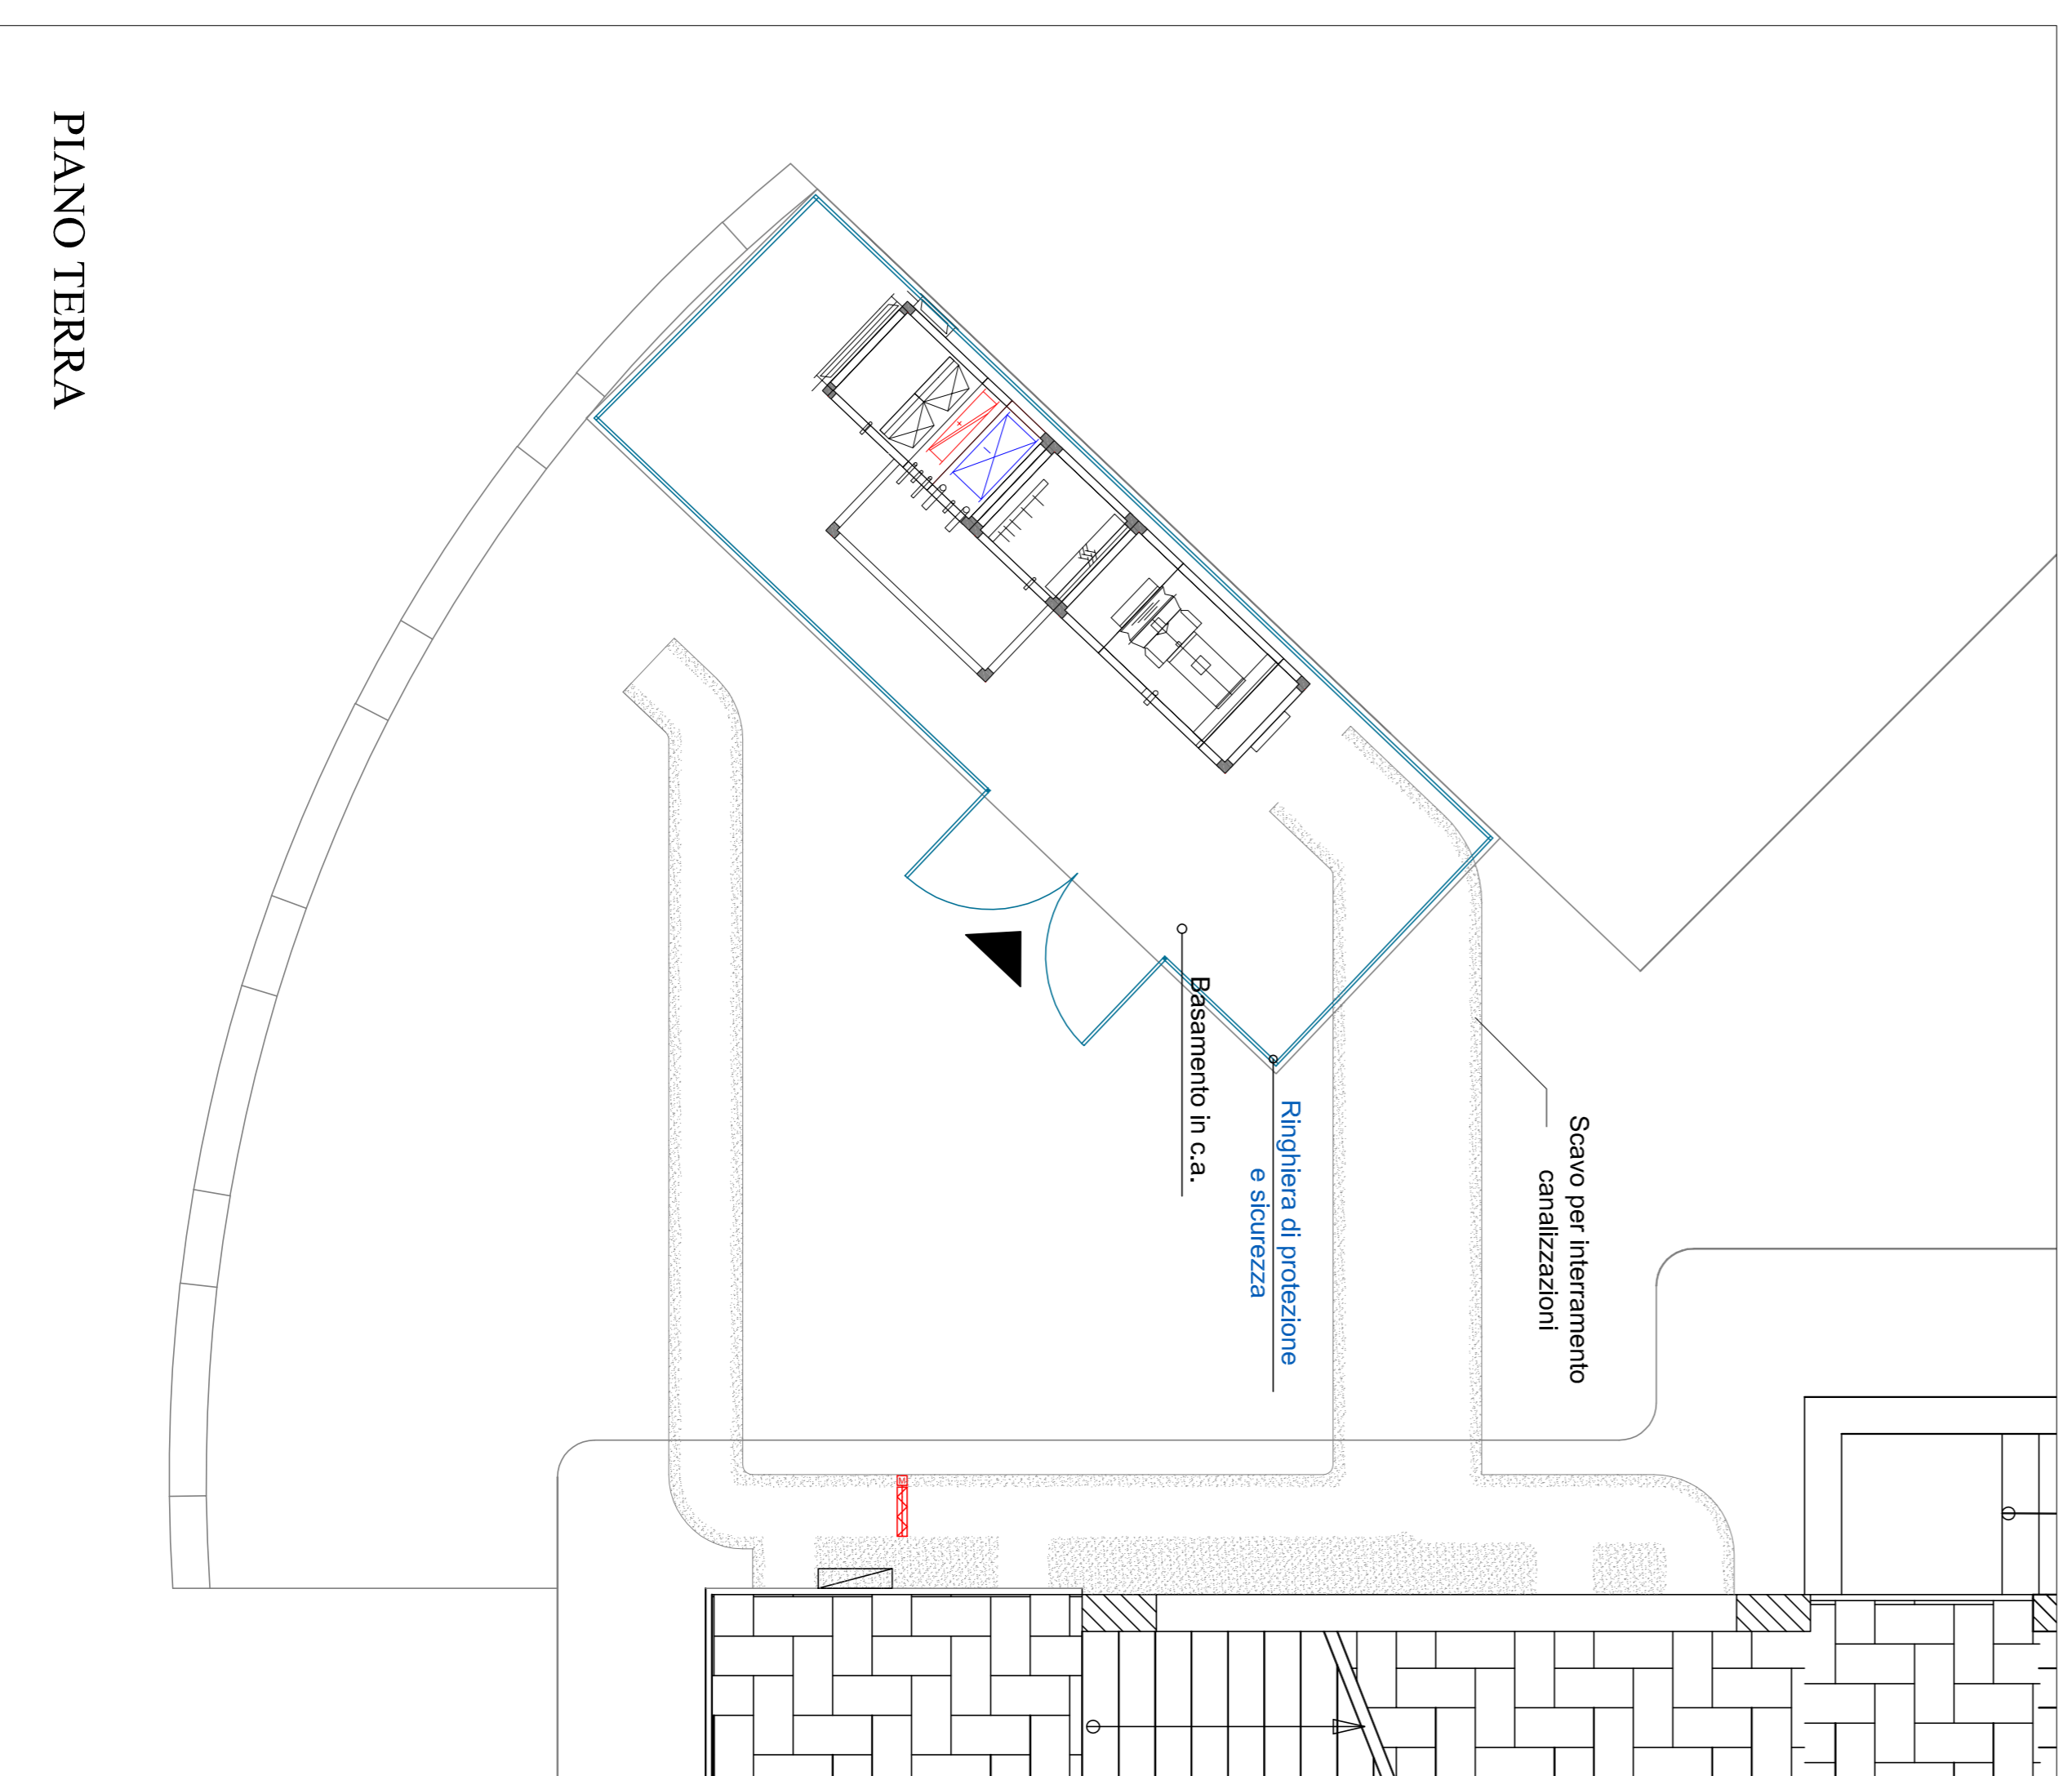 PIANO TERRA
Scavo per interramento
canalizzazioni
Ringhiera di protezione
e sicurezza
Basamento in c.a.
M